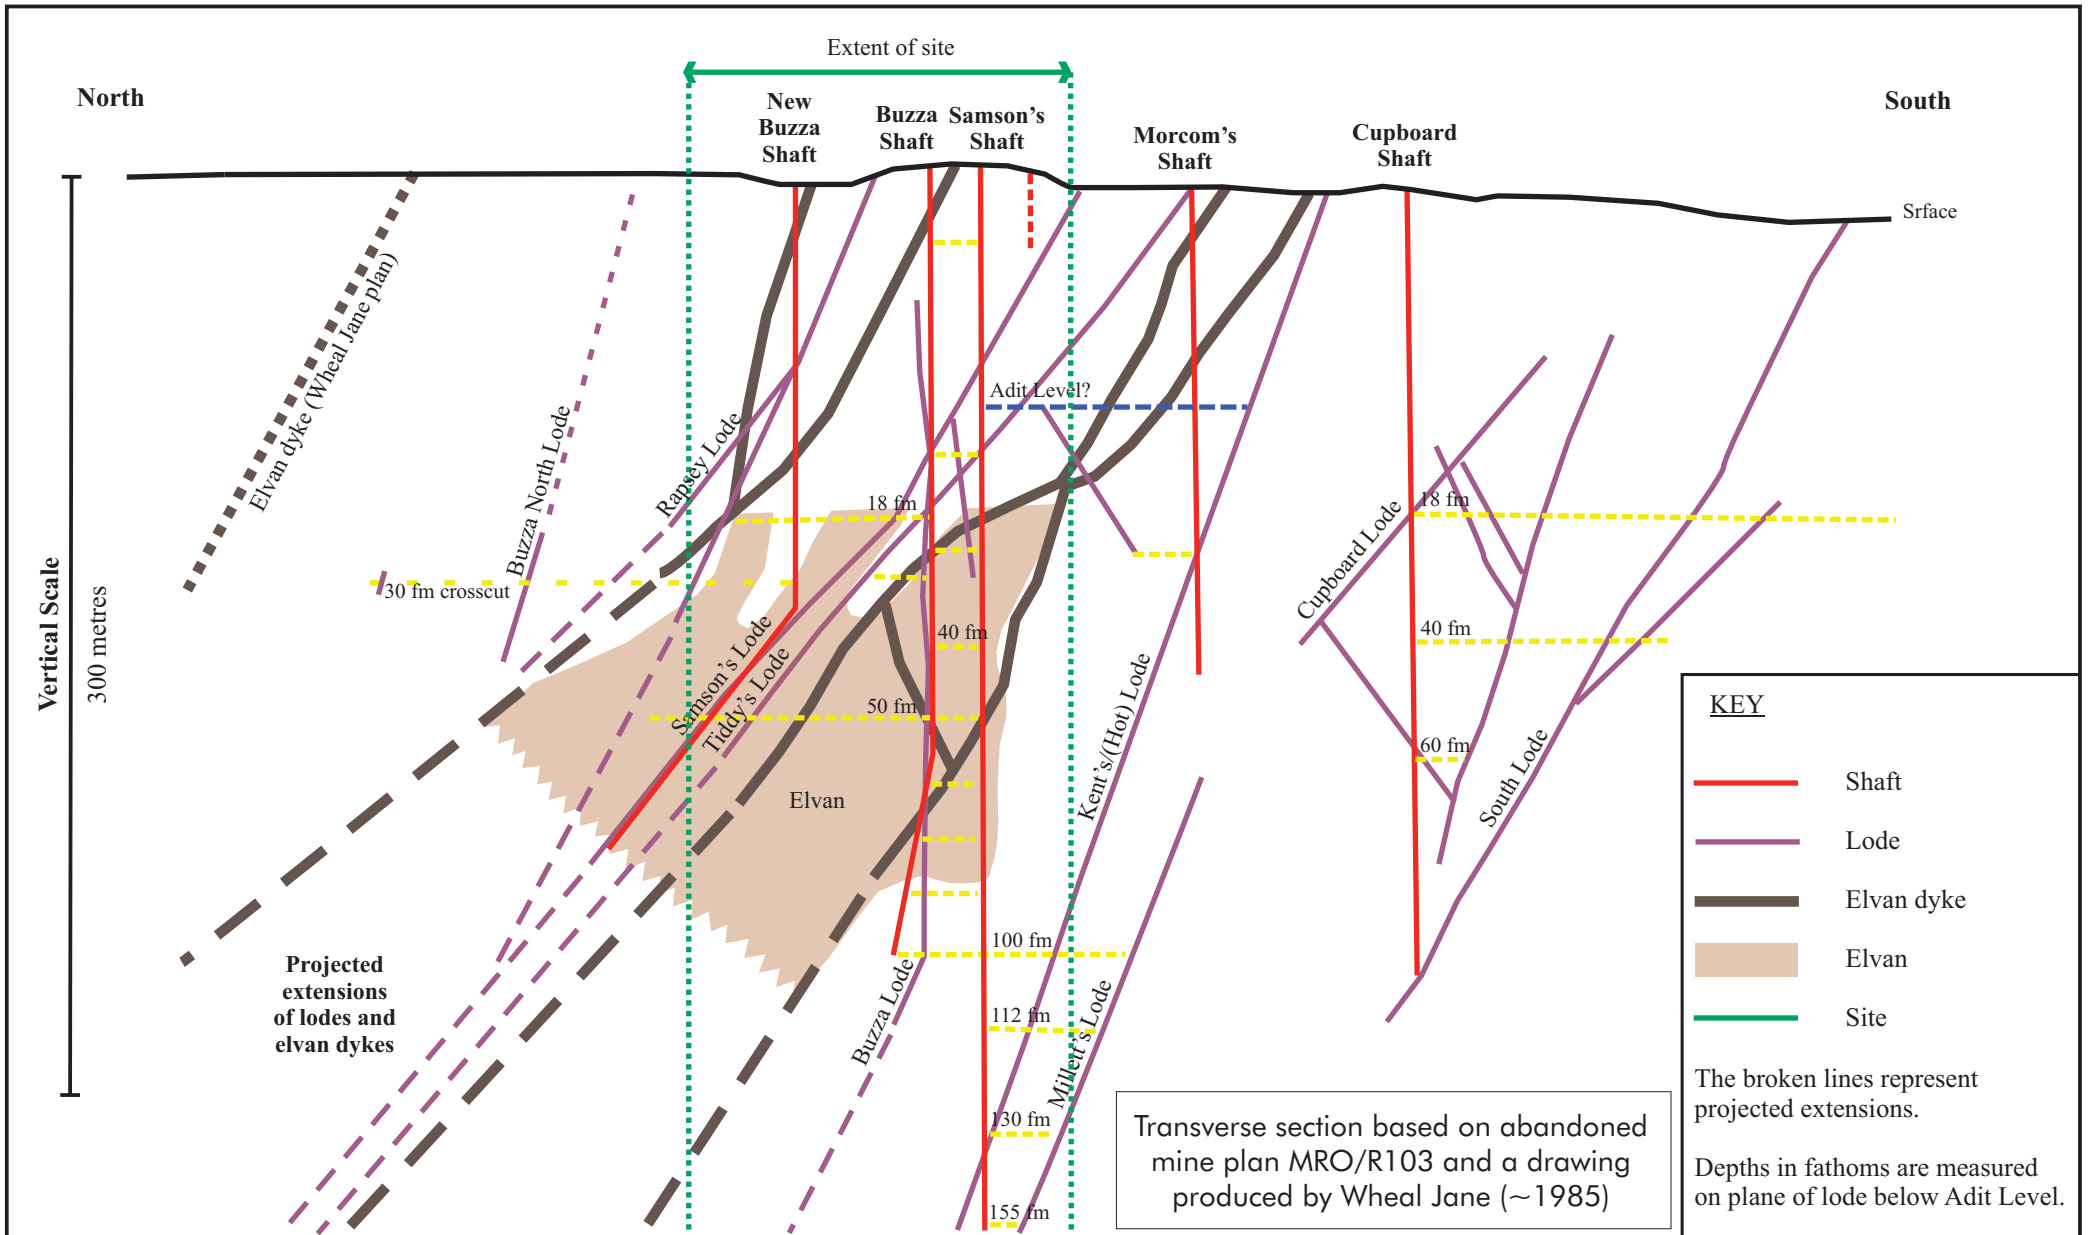 Extent of site
North
South
New
Buzza
Shaft
Buzza
Shaft
Samson's
Shaft
Morcom's
Shaft
Cupboard
Shaft
Srface
Vertical Scale
300 metres
Elvan dyke (Wheal Jane plan)
Buzza North Lode
Rapsey Lode
Adit Level?
18 fm
30 fm crosscut
40 fm
50 fm
Samson's Lode
Tiddy's Lode
Elvan
Kent's/(Hot) Lode
Cupboard Lode
18 fm
40 fm
60 fm
South Lode
100 fm
112 fm
130 fm
155 fm
Buzza Lode
Millett's Lode
Projected
extensions
of lodes and
elvan dykes
Transverse section based on abandoned
mine plan MRO/R103 and a drawing
produced by Wheal Jane (~1985)
KEY
Shaft
Lode
Elvan dyke
Elvan
Site
The broken lines represent
projected extensions.
Depths in fathoms are measured
on plane of lode below Adit Level.